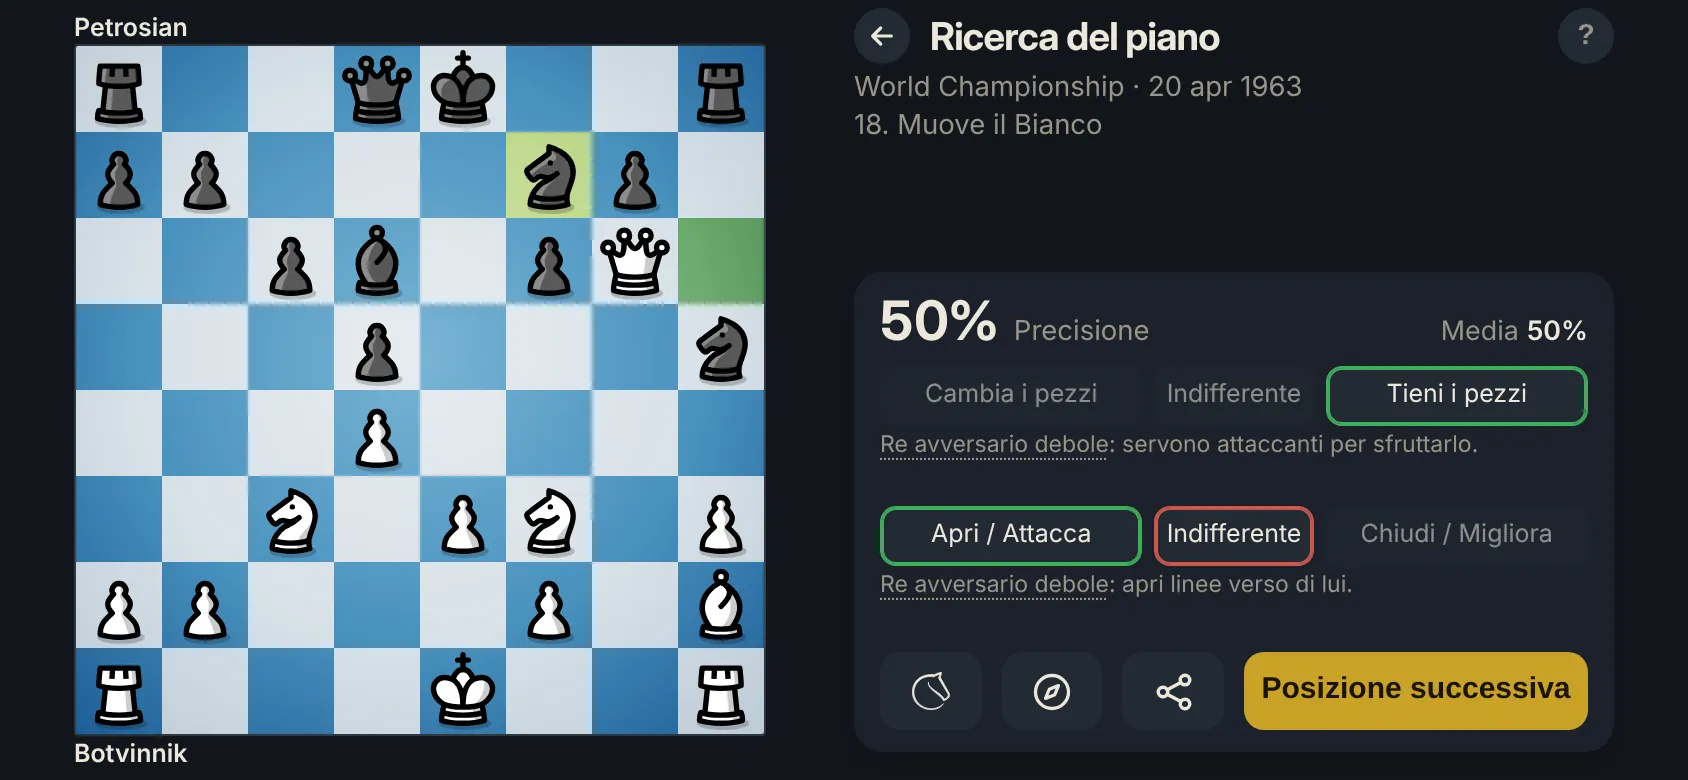 Petrosian
Botvinnik
Ricerca del piano
?
World Championship · 20 apr 1963
18. Muove il Bianco
50% Precisione Media 50%
Cambia i pezzi Indifferente Tieni i pezzi
Re avversario debole: servono attaccanti per sfruttarlo.
Apri / Attacca Indifferente Chiudi / Migliora
Re avversario debole: apri linee verso di lui.
Posizione successiva